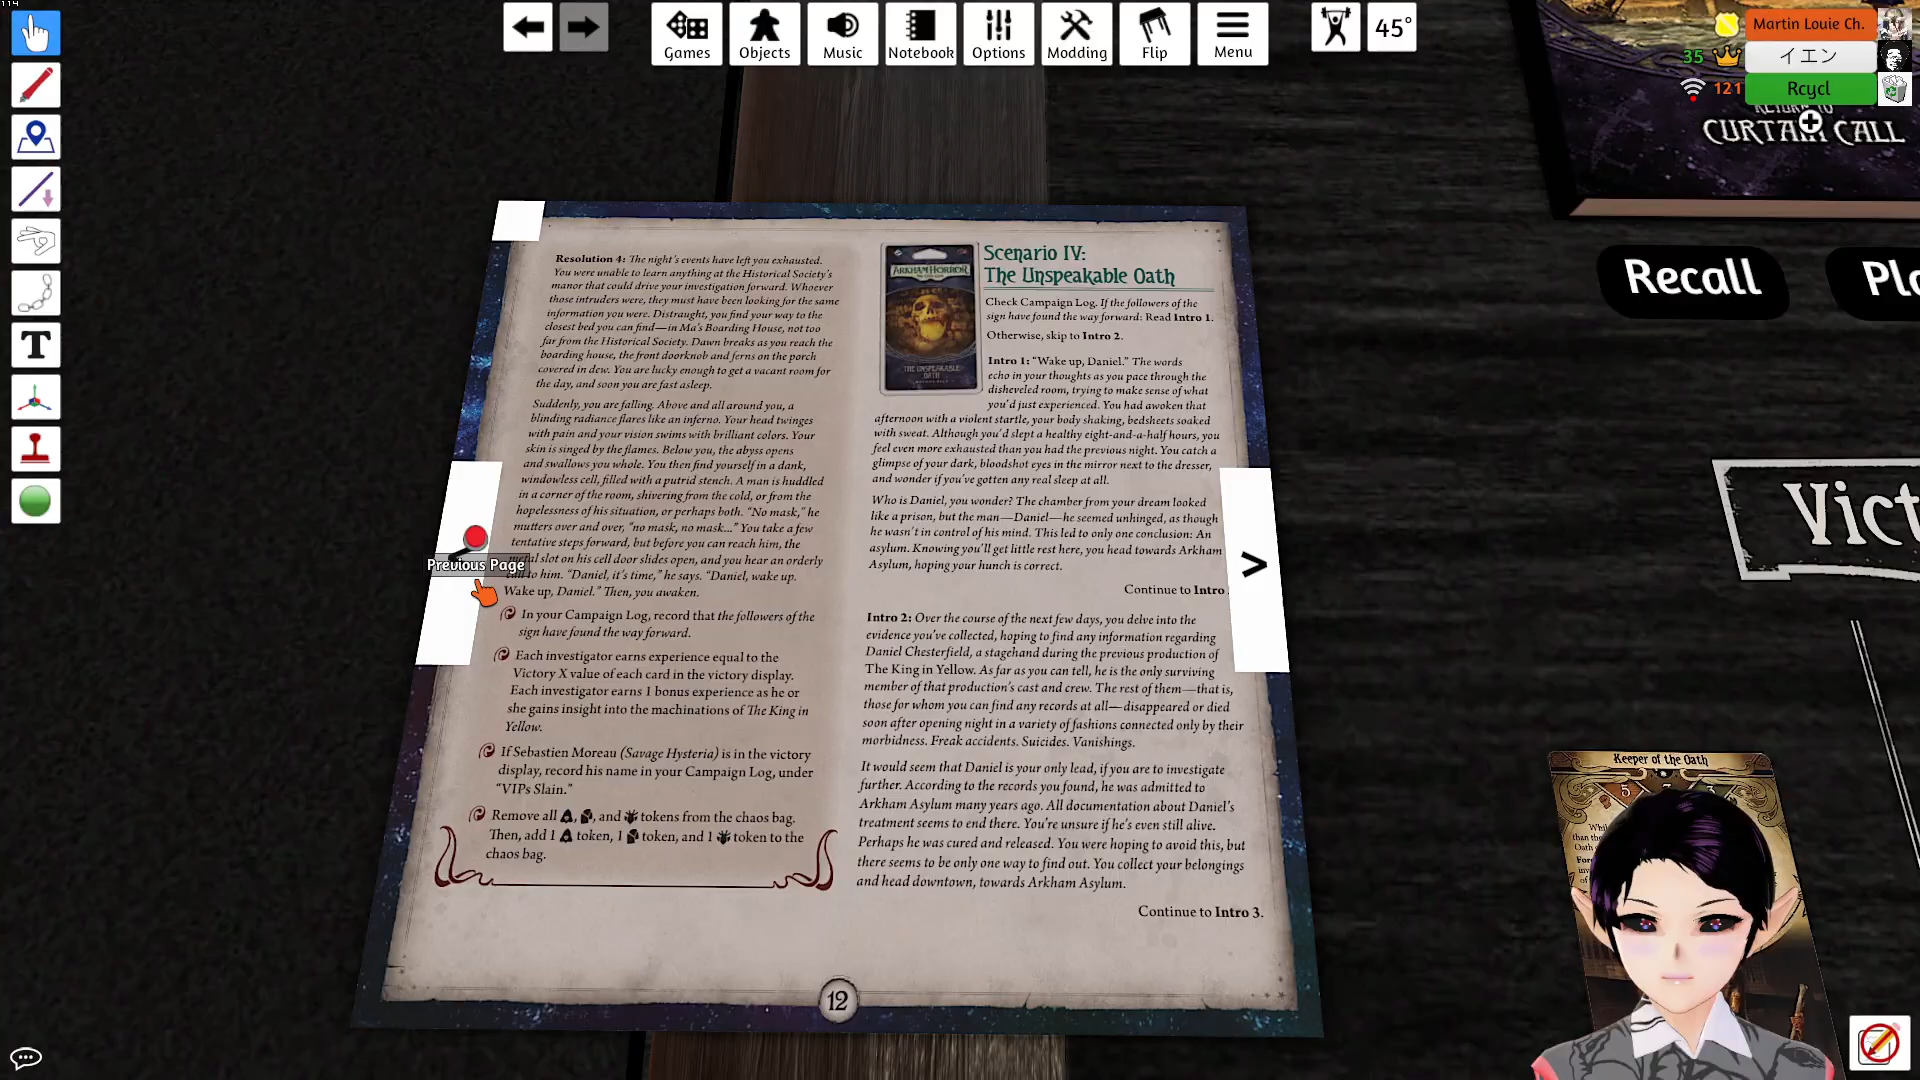 114
Games
Objects
Music
Notebook
Options
Modding
Flip
Menu
45°
Martin Louie Ch.
35
イエン
121
Rcycl
RETURN TO
CURTAIN CALL
Recall
Vict
Previous Page
Resolution 4: The night's events have left you exhausted.
You were unable to learn anything at the Historical Society's
manor that could drive your investigation forward. Whoever
those intruders were, they must have been looking for the same
information you were. Distraught, you find your way to the
closest bed you can find—in Ma's Boarding House, not too
far from the Historical Society. Dawn breaks as you reach the
boarding house, the front doorknob and ferns on the porch
covered in dew. You are lucky enough to get a vacant room for
the day, and soon you are fast asleep.
Suddenly, you are falling. Above and all around you, a
blinding radiance flares like an inferno. Your head twinges
with pain and your vision swims with brilliant colors. Your
skin is singed by the flames. Below you, the abyss opens
and swallows you whole. You then find yourself in a dank,
windowless cell, filled with a putrid stench. A man is huddled
in a corner of the room, shivering from the cold, or from the
hopelessness of his situation, or perhaps both. "No mask," he
mutters over and over, "no mask, no mask..." You take a few
tentative steps forward, but before you can reach him, the
metal slot on his cell door slides open, and you hear an orderly
call to him. "Daniel, it's time," he says. "Daniel, wake up.
Wake up, Daniel." Then, you awaken.
In your Campaign Log, record that the followers of the
sign have found the way forward.
Each investigator earns experience equal to the
Victory X value of each card in the victory display.
Each investigator earns 1 bonus experience as he or
she gains insight into the machinations of The King in
Yellow.
If Sebastien Moreau (Savage Hysteria) is in the victory
display, record his name in your Campaign Log, under
"VIPs Slain."
Remove all , , and tokens from the chaos bag.
Then, add 1 token, 1 token, and 1 token to the
chaos bag.
ARKHAM HORROR
THE UNSPEAKABLE
OATH
Scenario IV:
The Unspeakable Oath
Check Campaign Log. If the followers of the
sign have found the way forward: Read Intro 1.
Otherwise, skip to Intro 2.
Intro 1: "Wake up, Daniel." The words
echo in your thoughts as you pace through the
disheveled room, trying to make sense of what
you'd just experienced. You had awoken that
afternoon with a violent startle, your body shaking, bedsheets soaked
with sweat. Although you'd slept a healthy eight-and-a-half hours, you
feel even more exhausted than you had the previous night. You catch a
glimpse of your dark, bloodshot eyes in the mirror next to the dresser,
and wonder if you've gotten any real sleep at all.
Who is Daniel, you wonder? The chamber from your dream looked
like a prison, but the man—Daniel—he seemed unhinged, as though
he wasn't in control of his mind. This led to only one conclusion: An
asylum. Knowing you'll get little rest here, you head towards Arkham
Asylum, hoping your hunch is correct.
Continue to Intro
Intro 2: Over the course of the next few days, you delve into the
evidence you've collected, hoping to find any information regarding
Daniel Chesterfield, a stagehand during the previous production of
The King in Yellow. As far as you can tell, he is the only surviving
member of that production's cast and crew. The rest of them—that is,
those for whom you can find any records at all—disappeared or died
soon after opening night in a variety of fashions connected only by their
morbidness. Freak accidents. Suicides. Vanishings.
It would seem that Daniel is your only lead, if you are to investigate
further. According to the records you found, he was admitted to
Arkham Asylum many years ago. All documentation about Daniel's
treatment seems to end there. You're unsure if he's even still alive.
Perhaps he was cured and released. You were hoping to avoid this, but
there seems to be only one way to find out. You collect your belongings
and head downtown, towards Arkham Asylum.
Continue to Intro 3.
12
>
Keeper of the Oath
5